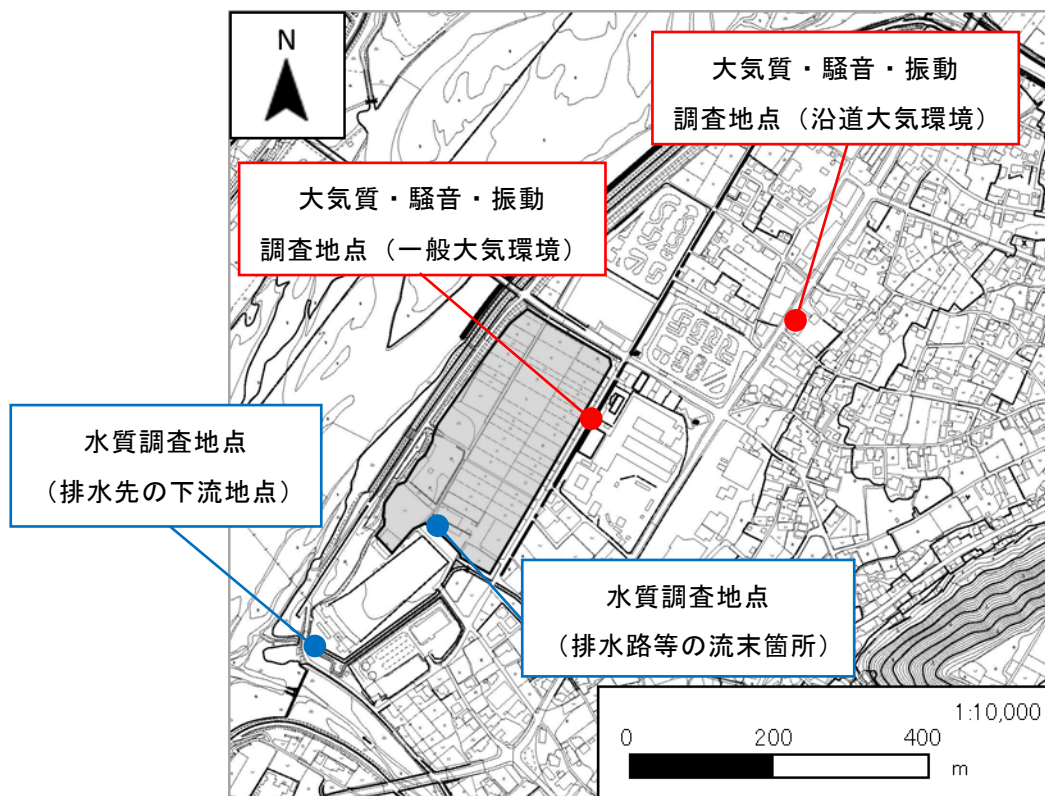 N
大気質・騒音・振動
調査地点（沿道大気環境）
大気質・騒音・振動
調査地点（一般大気環境）
水質調査地点
（排水先の下流地点）
水質調査地点
（排水路等の流末箇所）
1:10,000
0 200 400
m